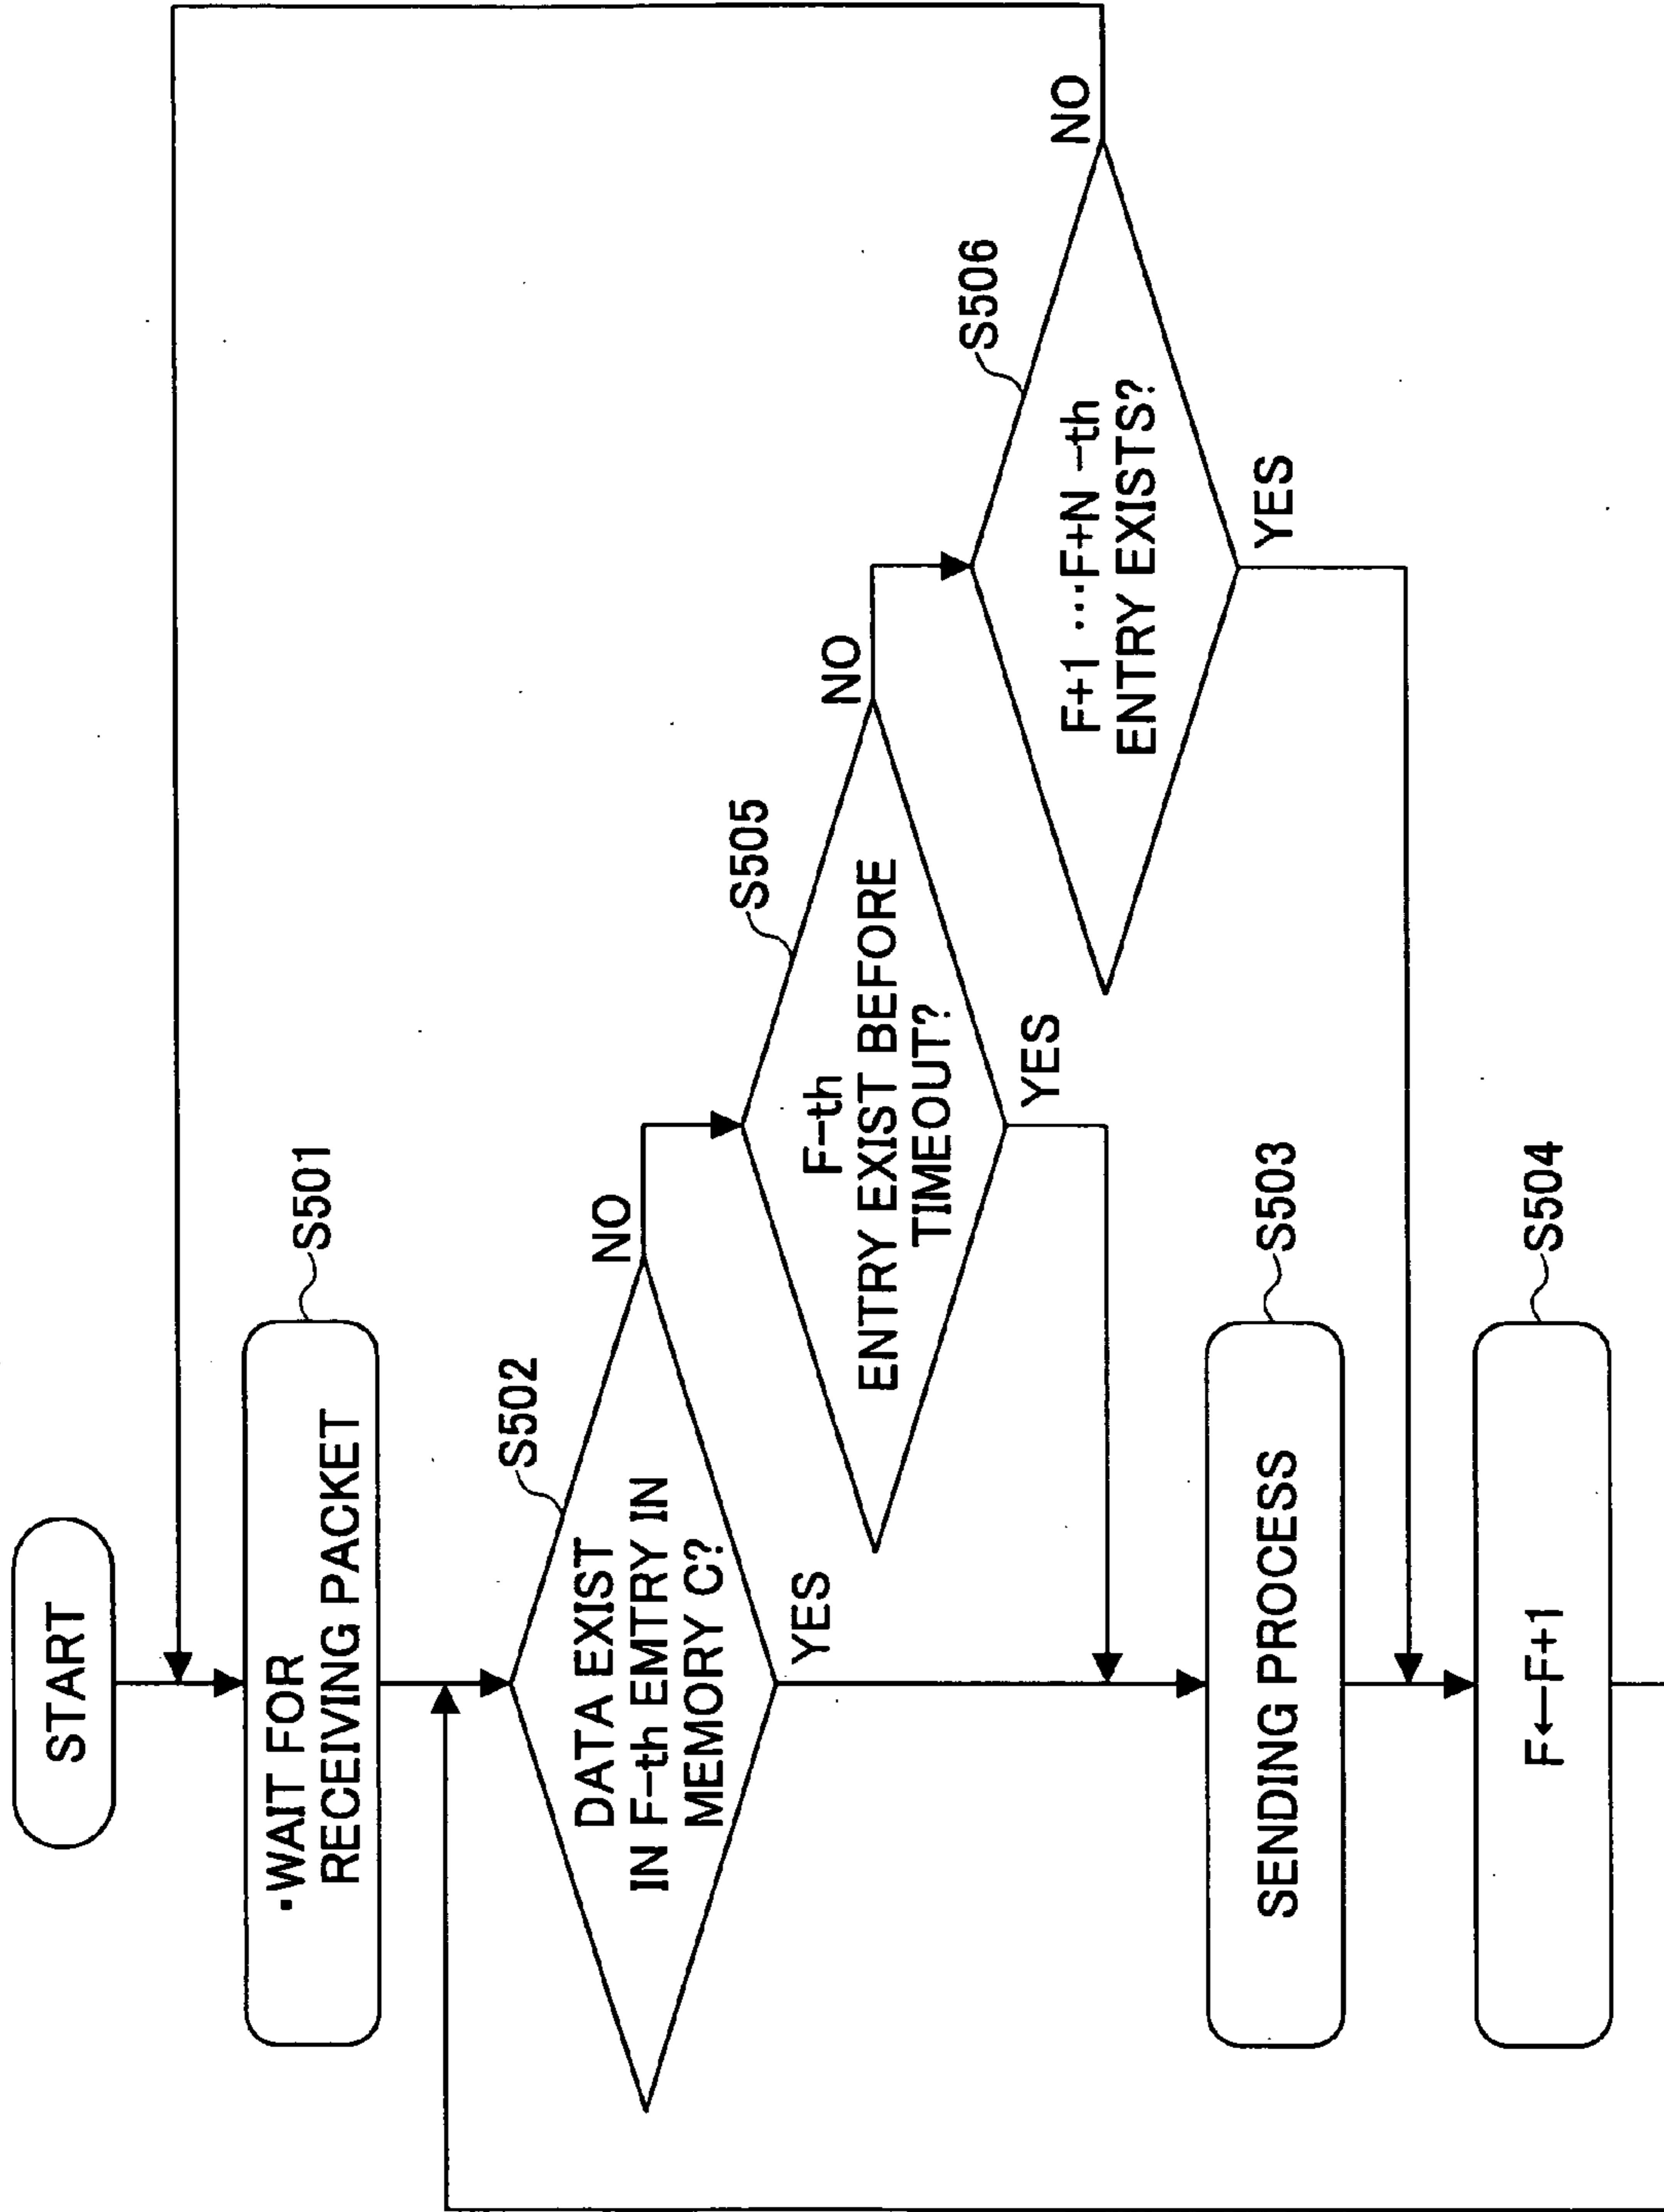 START
WAIT FOR
RECEIVING PACKET
S501
DATA EXIST
IN F-th EMTRY IN
MEMORY C?
S502
NO
YES
F-th
ENTRY EXIST BEFORE
TIMEOUT?
S505
NO
YES
F+1 ···F+N -th
ENTRY EXISTS?
S506
NO
YES
SENDING PROCESS
S503
F←F+1
S504